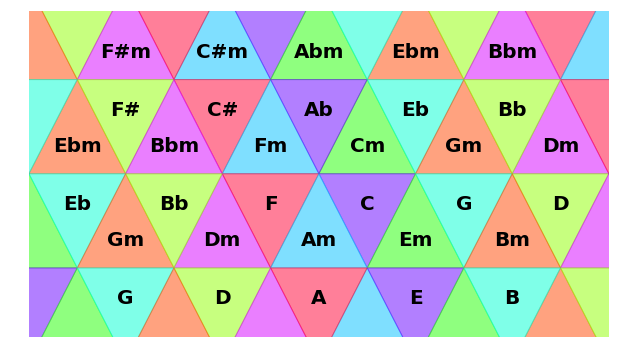 F#m C#m Abm Ebm Bbm
F# C# Ab Eb Bb
Ebm Bbm Fm Cm Gm Dm
Eb Bb F C G D
Gm Dm Am Em Bm
G D A E B